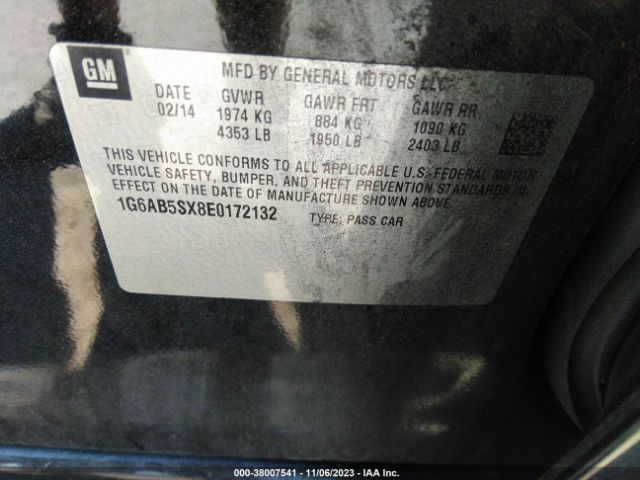 GM
MFD BY GENERAL MOTORS LLC
DATE GVWR GAWR FRT GAWR RR
02/14 1974 KG 884 KG 1090 KG
4353 LB 1950 LB 2403 LB
THIS VEHICLE CONFORMS TO ALL APPLICABLE U.S. FEDERAL MOTOR
VEHICLE SAFETY, BUMPER, AND THEFT PREVENTION STANDARDS IN
EFFECT ON THE DATE OF MANUFACTURE SHOWN ABOVE.
1G6AB5SX8E0172132 TYPE: PASS CAR
000-38007541 - 11/06/2023 - IAA Inc.